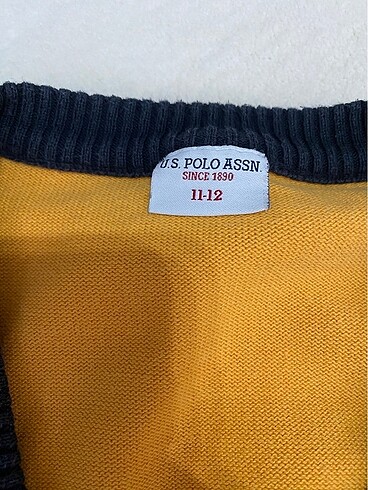 U.S. POLO ASSN.
SINCE 1890
11-12